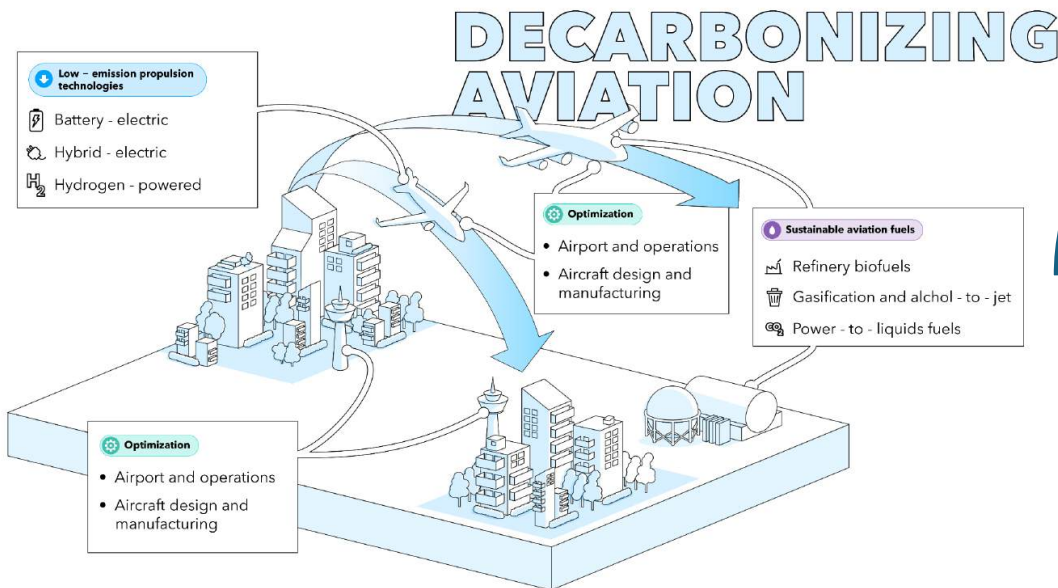 DECARBONIZING
AVIATION
Low – emission propulsion
technologies
Battery - electric
Hybrid - electric
H2 Hydrogen - powered
Optimization
• Airport and operations
• Aircraft design and
manufacturing
Sustainable aviation fuels
Refinery biofuels
Gasification and alchol - to - jet
CO2 Power - to - liquids fuels
Optimization
• Airport and operations
• Aircraft design and
manufacturing